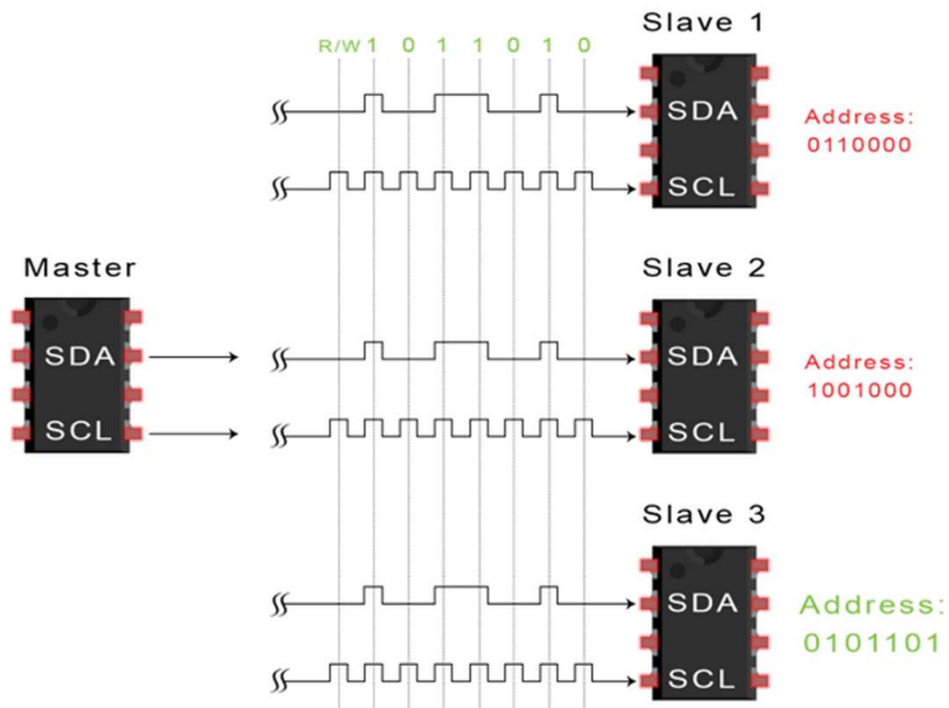 Slave 1
R/W 1 0 1 1 0 1 0
SDA
Address:
0110000
SCL
Master
Slave 2
SDA
SDA
Address:
1001000
SCL
SCL
Slave 3
SDA
Address:
0101101
SCL